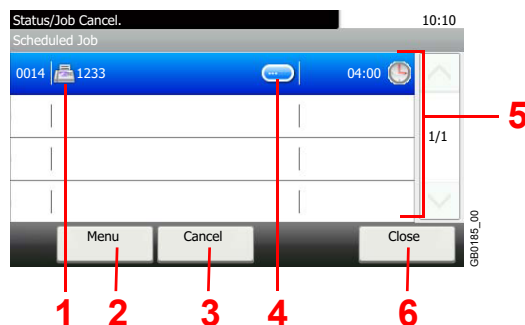 Status/Job Cancel. 10:10
Scheduled Job
0014 1233 ... 04:00
5
1/1
Menu Cancel Close
GB0185_00
1 2 3 4 6